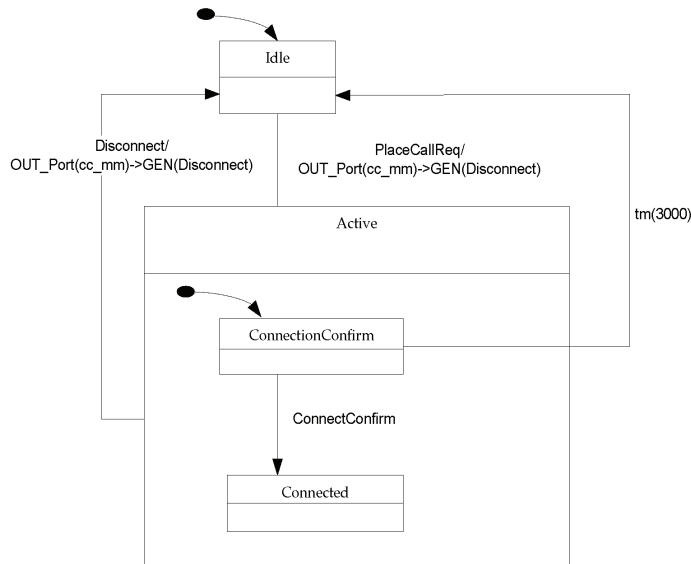 Idle
Disconnect/
OUT_Port(cc_mm)->GEN(Disconnect)
PlaceCallReq/
OUT_Port(cc_mm)->GEN(Disconnect)
tm(3000)
Active
ConnectionConfirm
ConnectConfirm
Connected